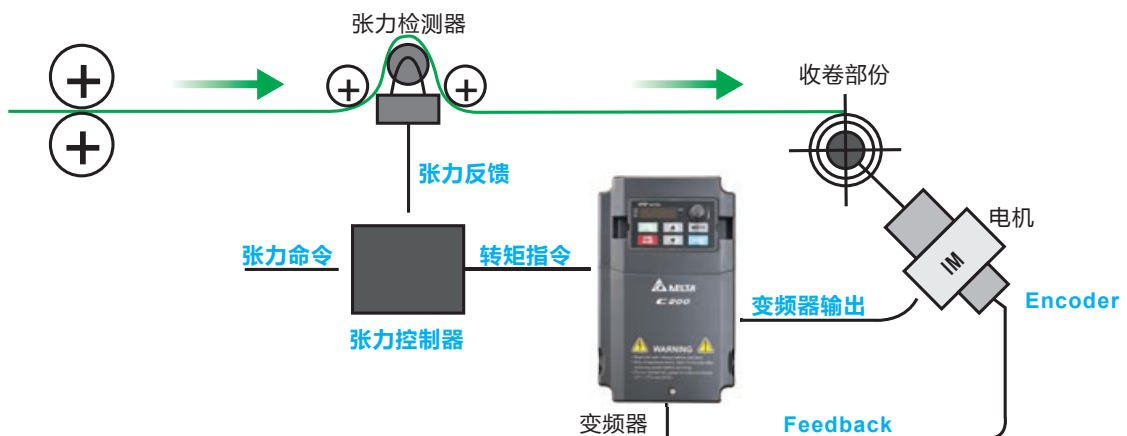 张力检测器
收卷部份
张力反馈
电机
张力命令
转矩指令
IM
DELTA
C200
变频器输出
Encoder
张力控制器
WARNING
变频器
Feedback